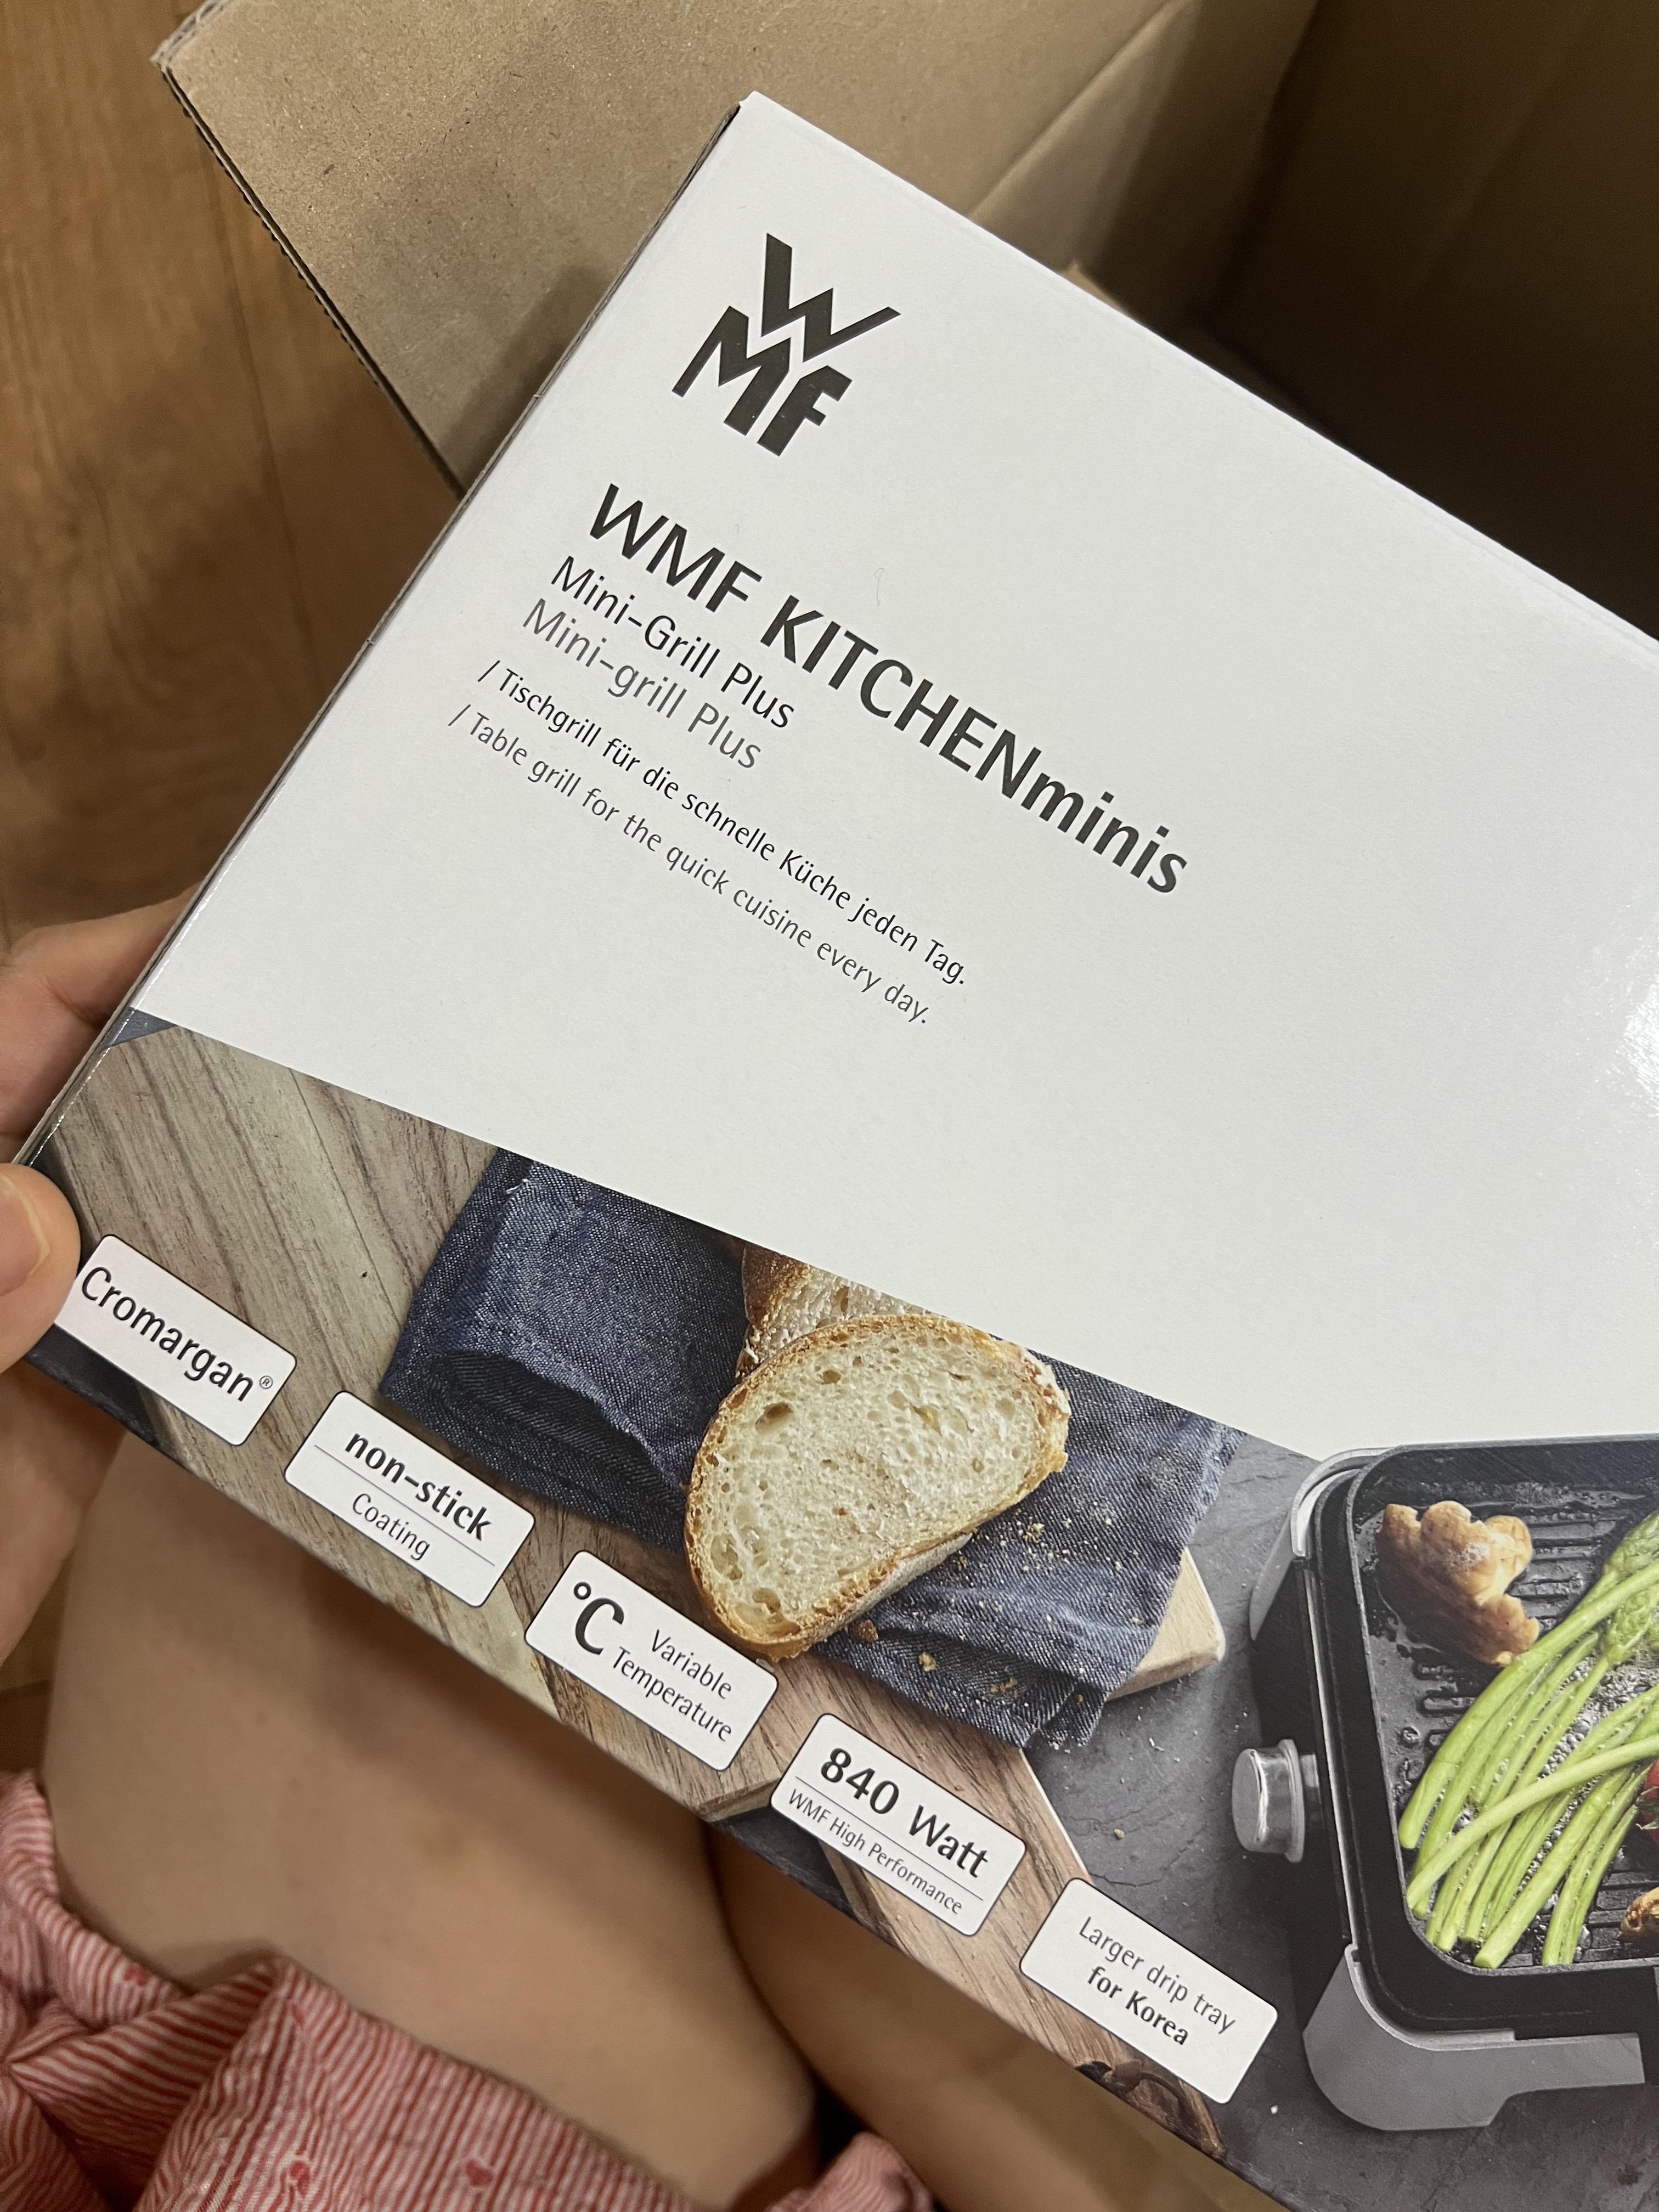 WMF
WMF KITCHENminis
Mini-Grill Plus
Mini-grill Plus
/ Tischgrill für die schnelle Küche jeden Tag.
/ Table grill for the quick cuisine every day.
Cromargan®
non-stick
Coating
°C Variable
Temperature
840 Watt
WMF High Performance
Larger drip tray
for Korea